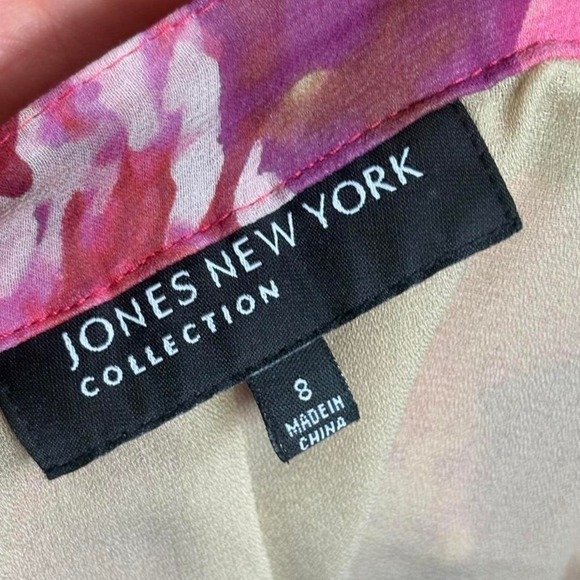 JONES NEW YORK
COLLECTION
8
MADE IN
CHINA